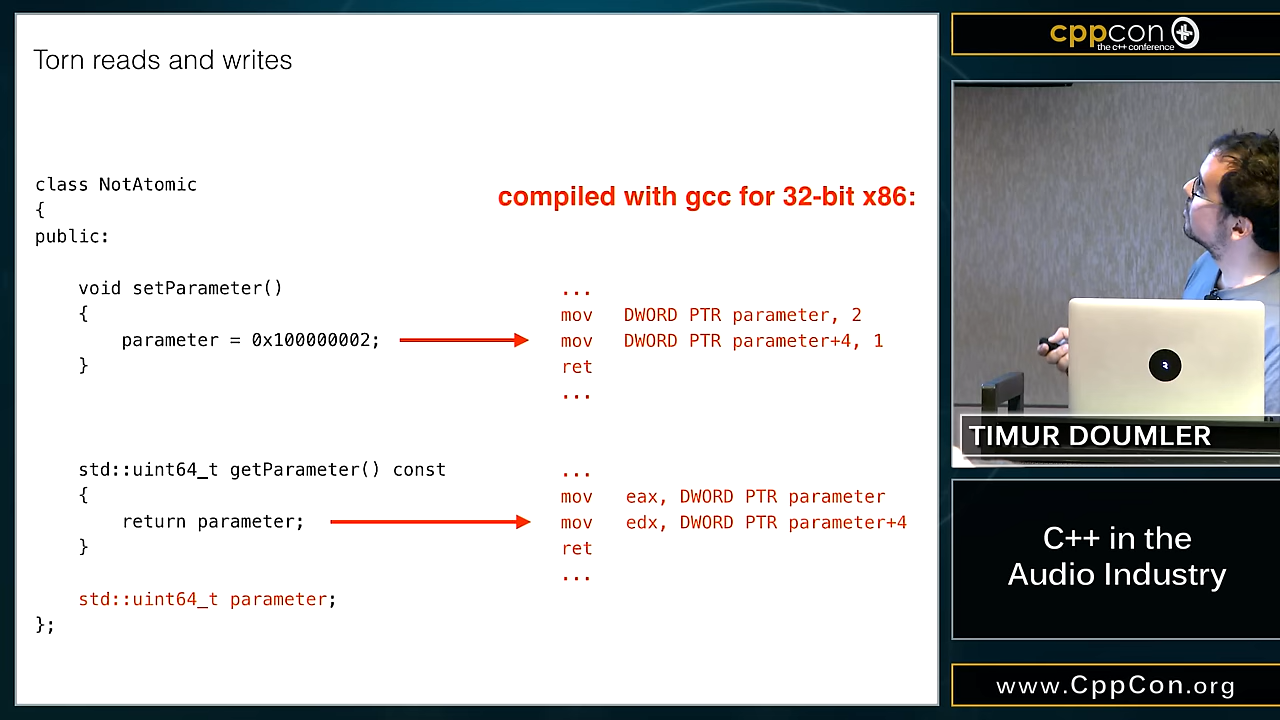 Torn reads and writes
class NotAtomic
{
public:
void setParameter()
{
parameter = 0x100000002;
}
std::uint64_t getParameter() const
{
return parameter;
}
std::uint64_t parameter;
};
compiled with gcc for 32-bit x86:
...
mov DWORD PTR parameter, 2
mov DWORD PTR parameter+4, 1
ret
...
...
mov eax, DWORD PTR parameter
mov edx, DWORD PTR parameter+4
ret
...
cppcon
the c++ conference
TIMUR DOUMLER
C++ in the
Audio Industry
www.CppCon.org